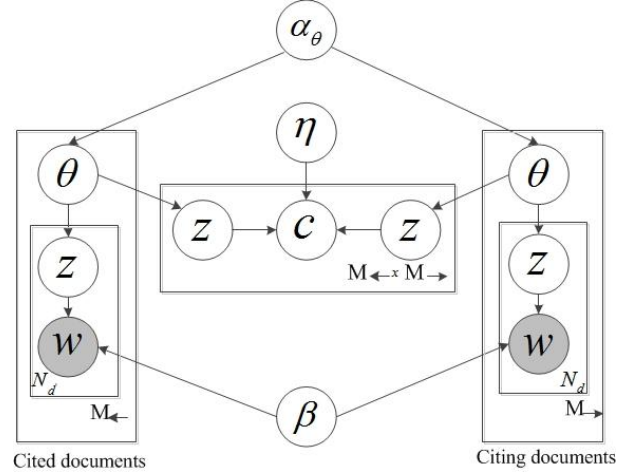 α_θ
η
θ θ
z c z
M← x M→
z z
w w
N_d N_d
M← M→
β
Cited documents Citing documents